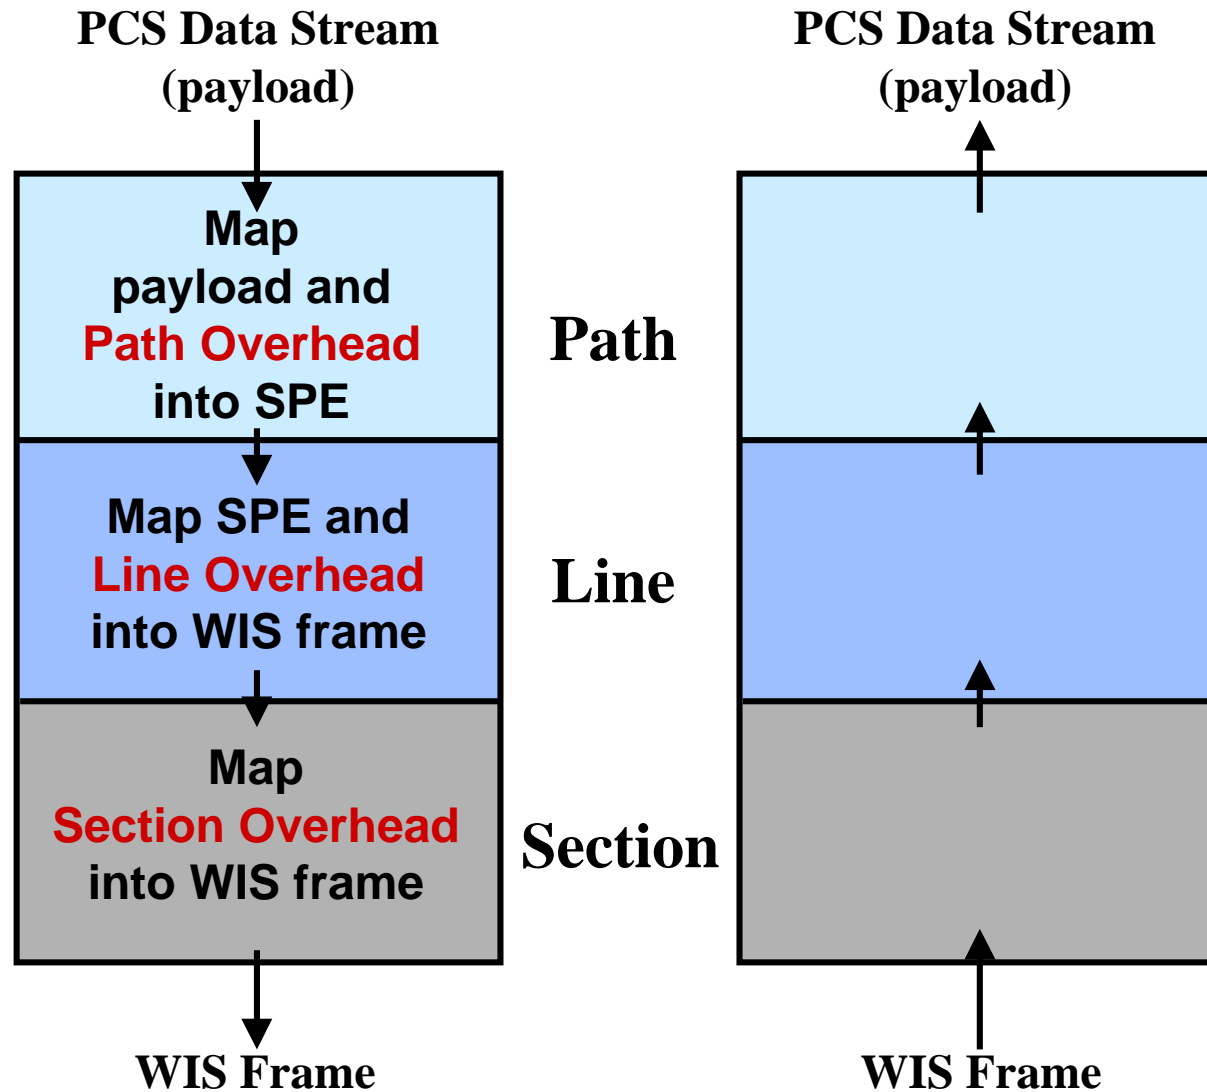 PCS Data Stream
(payload)
Map
payload and
Path Overhead
into SPE
Map SPE and
Line Overhead
into WIS frame
Map
Section Overhead
into WIS frame
WIS Frame
Path
Line
Section
PCS Data Stream
(payload)
WIS Frame